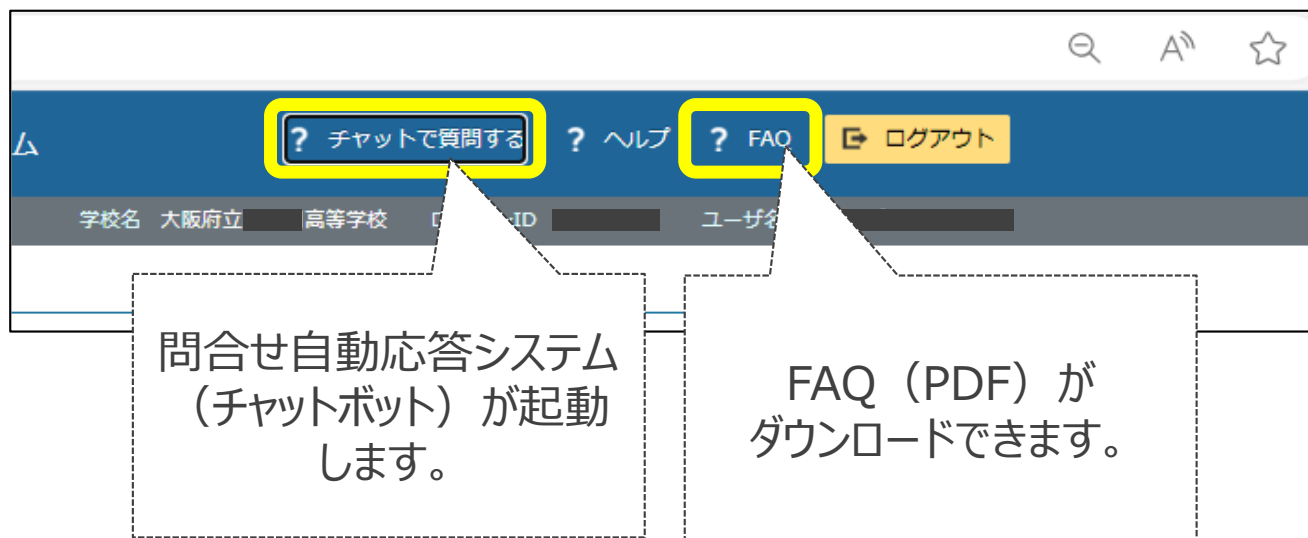 ム ? チャットで質問する ? ヘルプ ? FAQ ログアウト
学校名 大阪府立 高等学校 ID ユーザ名
問合せ自動応答システム
（チャットボット）が起動
します。
FAQ（PDF）が
ダウンロードできます。